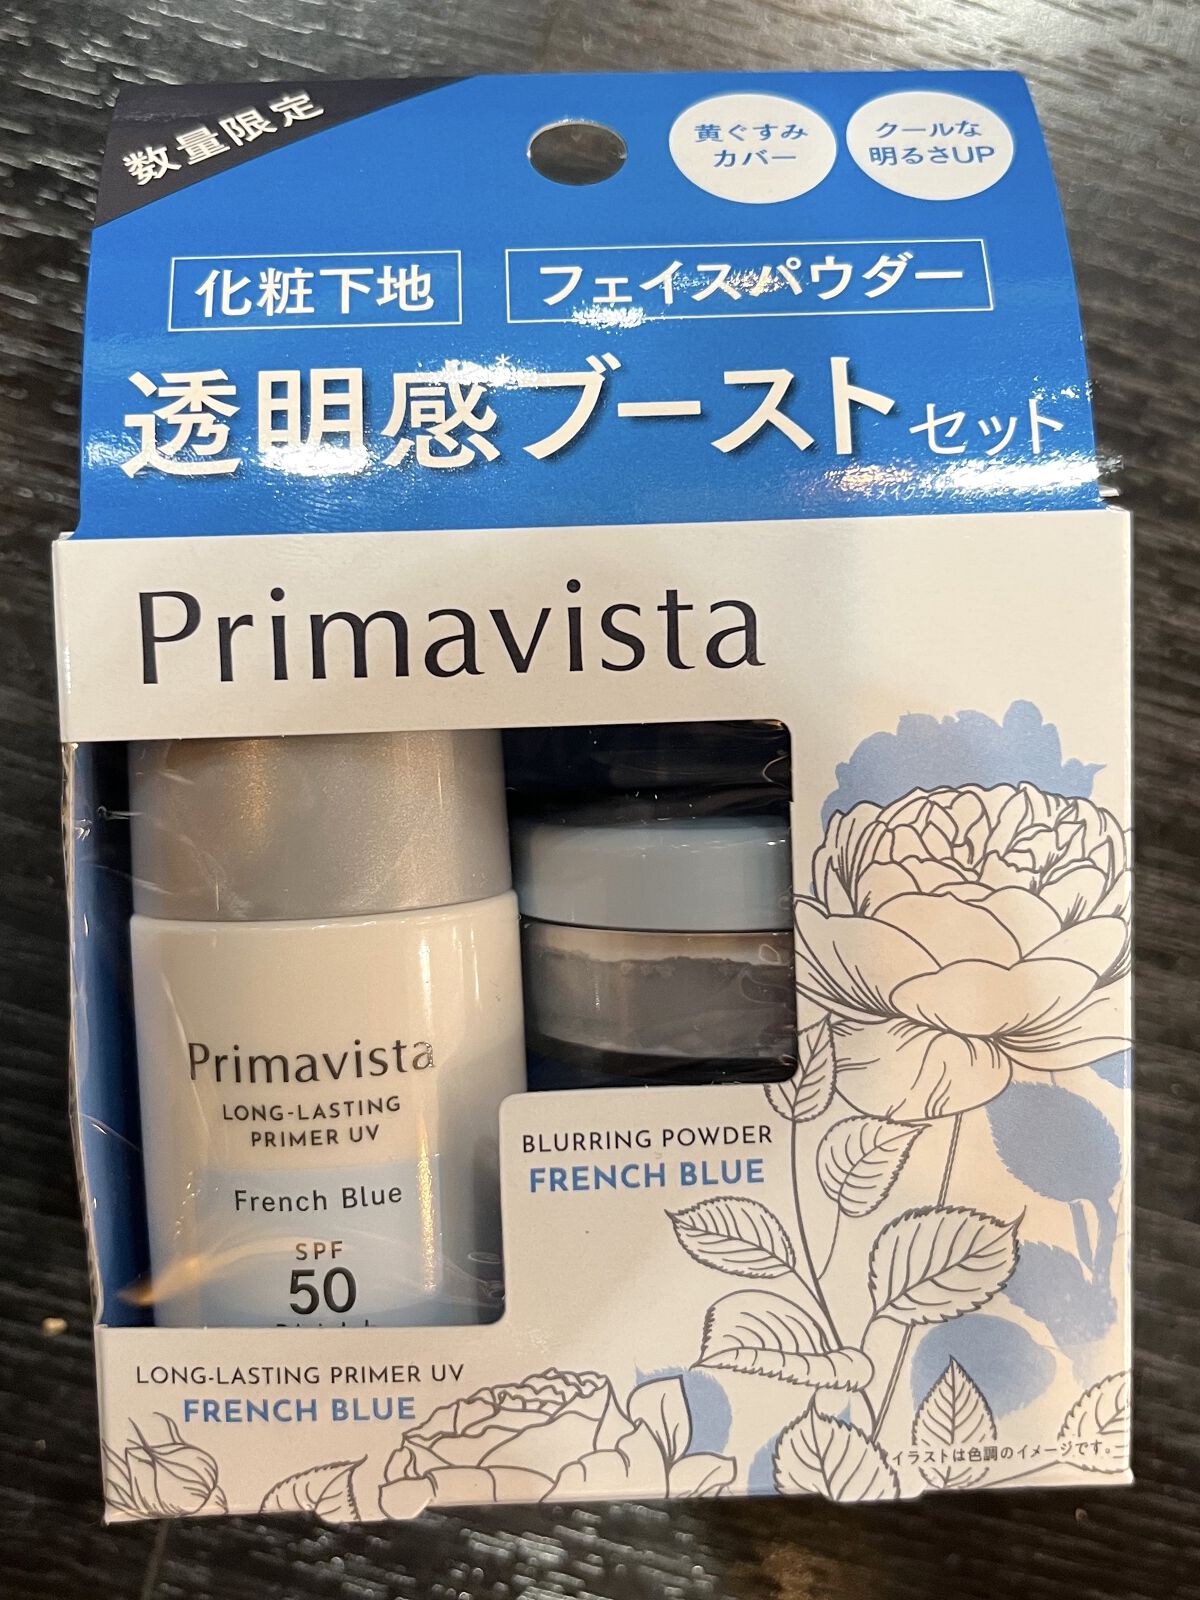 数量限定
黄ぐすみ
カバー
クールな
明るさUP
化粧下地
フェイスパウダー
透明感*ブーストセット
Primavista
Primavista
LONG-LASTING
PRIMER UV
French Blue
SPF
50
BLURRING POWDER
FRENCH BLUE
LONG-LASTING PRIMER UV
FRENCH BLUE
イラストは色調のイメージです。